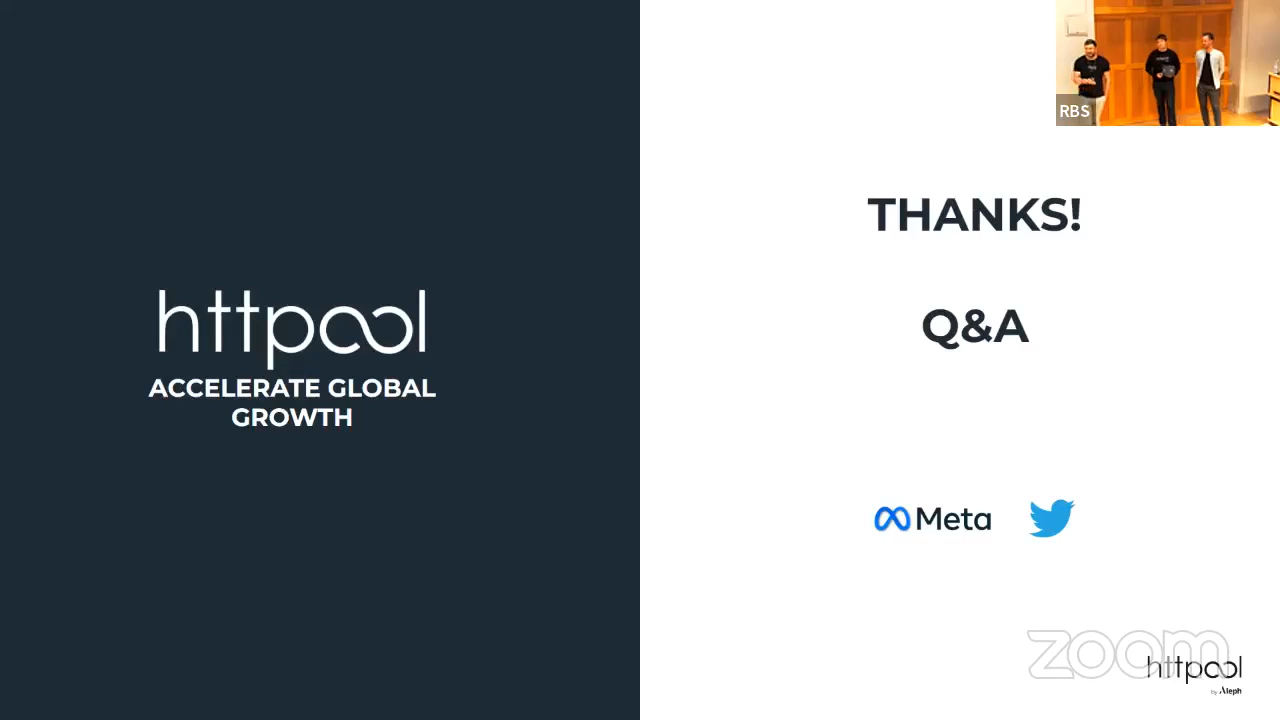 httpool
ACCELERATE GLOBAL
GROWTH
RBS
THANKS!
Q&A
Meta
zoom
httpool
by Aleph